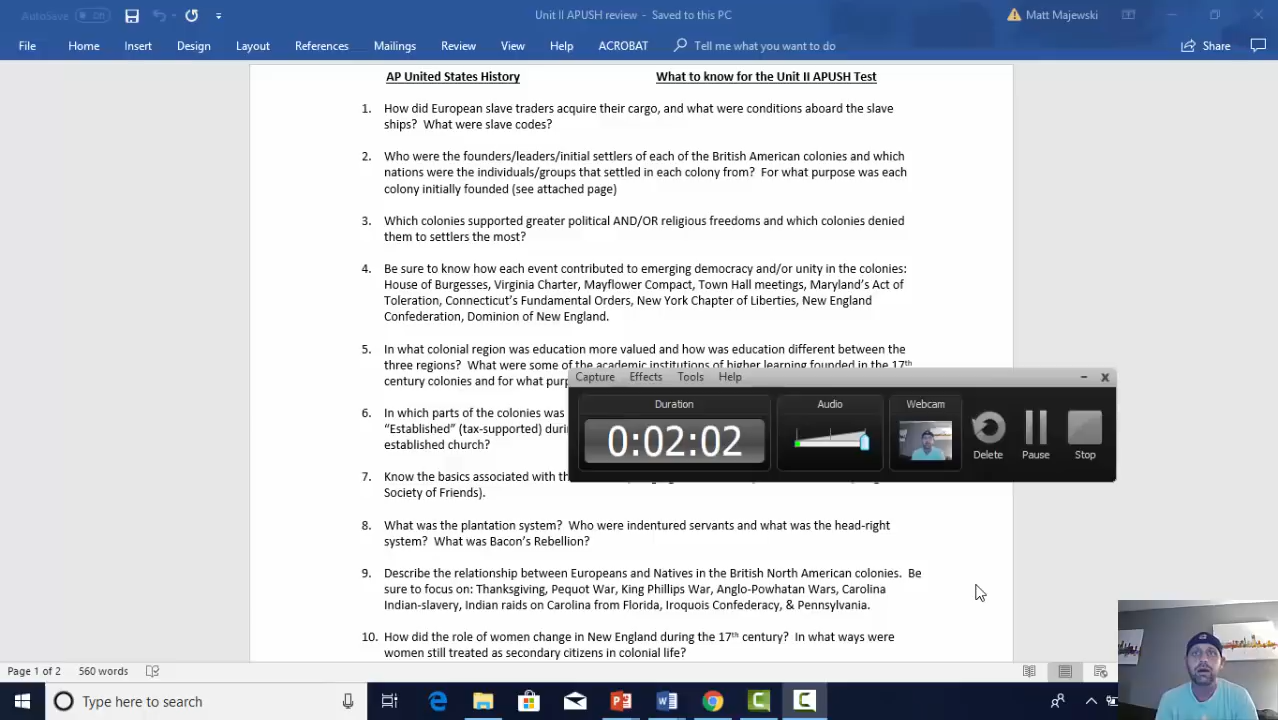 AutoSave Off
Unit II APUSH review - Saved to this PC
Matt Majewski
File Home Insert Design Layout References Mailings Review View Help ACROBAT Tell me what you want to do Share
AP United States History
What to know for the Unit II APUSH Test
1. How did European slave traders acquire their cargo, and what were conditions aboard the slave
ships? What were slave codes?
2. Who were the founders/leaders/initial settlers of each of the British American colonies and which
nations were the individuals/groups that settled in each colony from? For what purpose was each
colony initially founded (see attached page)
3. Which colonies supported greater political AND/OR religious freedoms and which colonies denied
them to settlers the most?
4. Be sure to know how each event contributed to emerging democracy and/or unity in the colonies:
House of Burgesses, Virginia Charter, Mayflower Compact, Town Hall meetings, Maryland's Act of
Toleration, Connecticut's Fundamental Orders, New York Chapter of Liberties, New England
Confederation, Dominion of New England.
5. In what colonial region was education more valued and how was education different between the
three regions? What were some of the academic institutions of higher learning founded in the 17th
century colonies and for what purp
6. In which parts of the colonies was
"Established" (tax-supported) durin
established church?
7. Know the basics associated with th
Society of Friends).
8. What was the plantation system? Who were indentured servants and what was the head-right
system? What was Bacon's Rebellion?
9. Describe the relationship between Europeans and Natives in the British North American colonies. Be
sure to focus on: Thanksgiving, Pequot War, King Phillips War, Anglo-Powhatan Wars, Carolina
Indian-slavery, Indian raids on Carolina from Florida, Iroquois Confederacy, & Pennsylvania.
10. How did the role of women change in New England during the 17th century? In what ways were
women still treated as secondary citizens in colonial life?
Capture Effects Tools Help
Duration
0:02:02
Audio
Webcam
Delete
Pause
Stop
Page 1 of 2
560 words
Type here to search